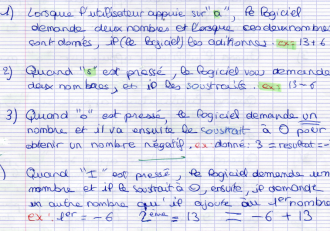 1) Lorsque l'utilisateur appuie sur "a", le logiciel
demande deux nombres et lorsque ces deux nombres
sont donnés, il (le logiciel) les aditionne. ex: 13+6
2) Quand "s" est pressé, le logiciel vous demande
deux nombres, et il les soustrait. ex: 13-6
3) Quand "o" est pressé, le logiciel demande un
nombre et il va ensuite le soustrait à 0 pour
obtenir un nombre négatif. ex donné: 3 = resultat = -
) Quand "I" est pressé, le logiciel demande un
nombre et il le soustrait à 0, ensuite, il demande
un autre nombre qu'il ajoute au 1er nombre
ex: 1er = -6 2ème = 13 = -6 + 13